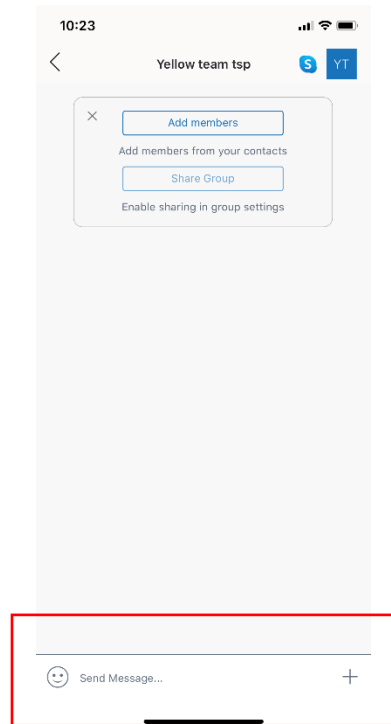 10:23
Yellow team tsp
S
YT
Add members
Add members from your contacts
Share Group
Enable sharing in group settings
Send Message...